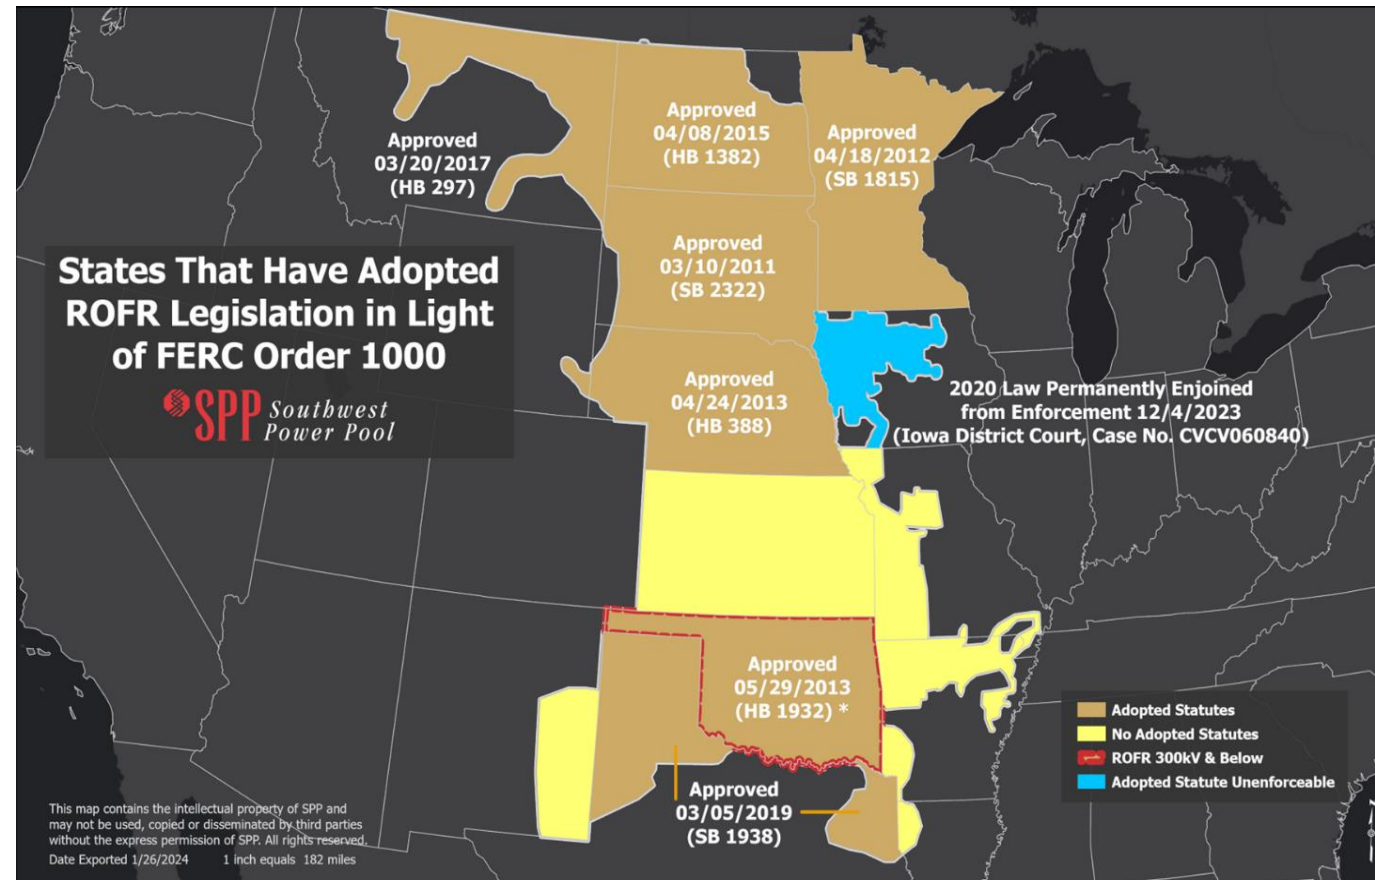 Approved
04/08/2015
(HB 1382)
Approved
04/18/2012
(SB 1815)
Approved
03/20/2017
(HB 297)
Approved
03/10/2011
(SB 2322)
States That Have Adopted
ROFR Legislation in Light
of FERC Order 1000
SPP Southwest
Power Pool
Approved
04/24/2013
(HB 388)
2020 Law Permanently Enjoined
from Enforcement 12/4/2023
(Iowa District Court, Case No. CVCV060840)
Approved
05/29/2013
(HB 1932) *
Adopted Statutes
No Adopted Statutes
ROFR 300kV & Below
Adopted Statute Unenforceable
Approved
03/05/2019
(SB 1938)
This map contains the intellectual property of SPP and
may not be used, copied or disseminated by third parties
without the express permission of SPP. All rights reserved.
Date Exported 1/26/2024 1 inch equals 182 miles